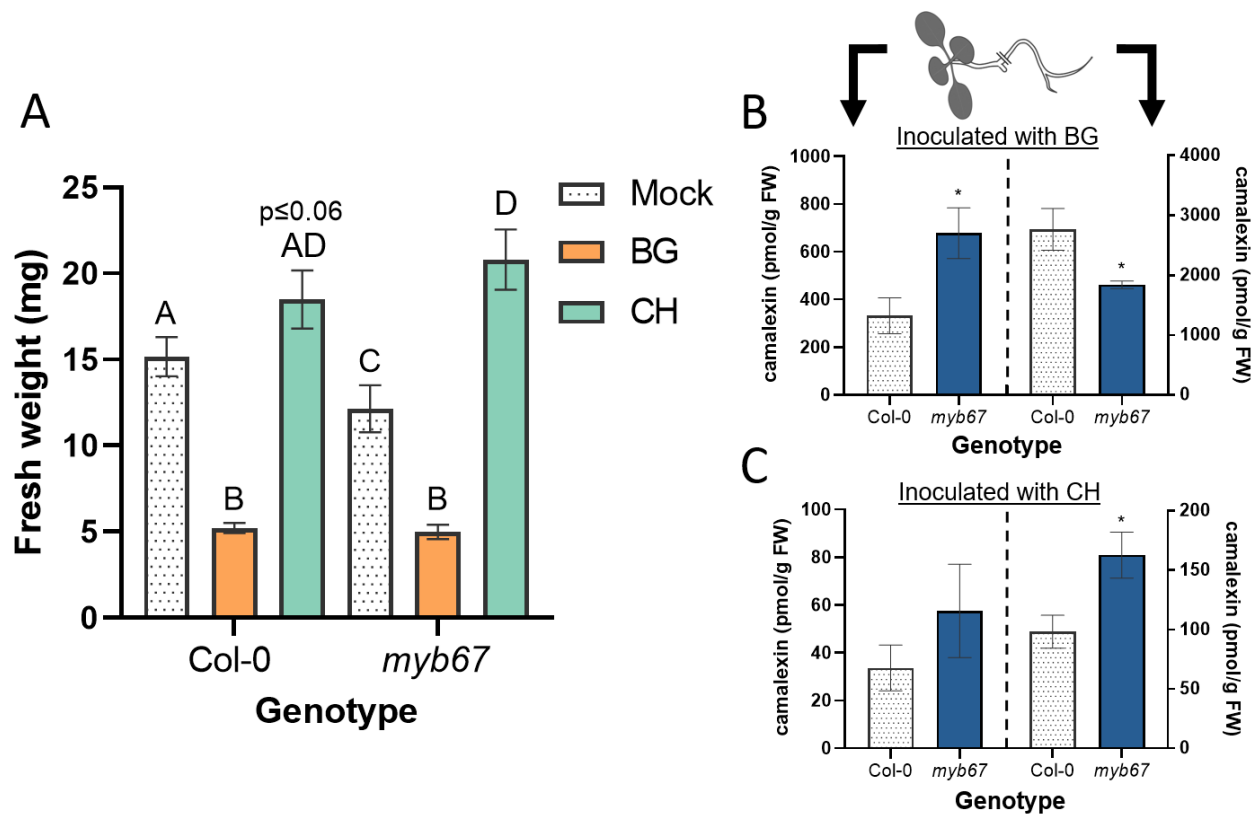 A
Fresh weight (mg)
25
20
15
10
5
0
A
B
p≤0.06
AD
C
B
D
Col-0
myb67
Genotype
Mock
BG
CH
B
Inoculated with BG
camalexin (pmol/g FW)
1000
800
600
400
200
0
*
*
4000
3000
2000
1000
0
camalexin (pmol/g FW)
Col-0
myb67
Col-0
myb67
Genotype
C
Inoculated with CH
camalexin (pmol/g FW)
100
80
60
40
20
0
*
200
150
100
50
0
camalexin (pmol/g FW)
Col-0
myb67
Col-0
myb67
Genotype